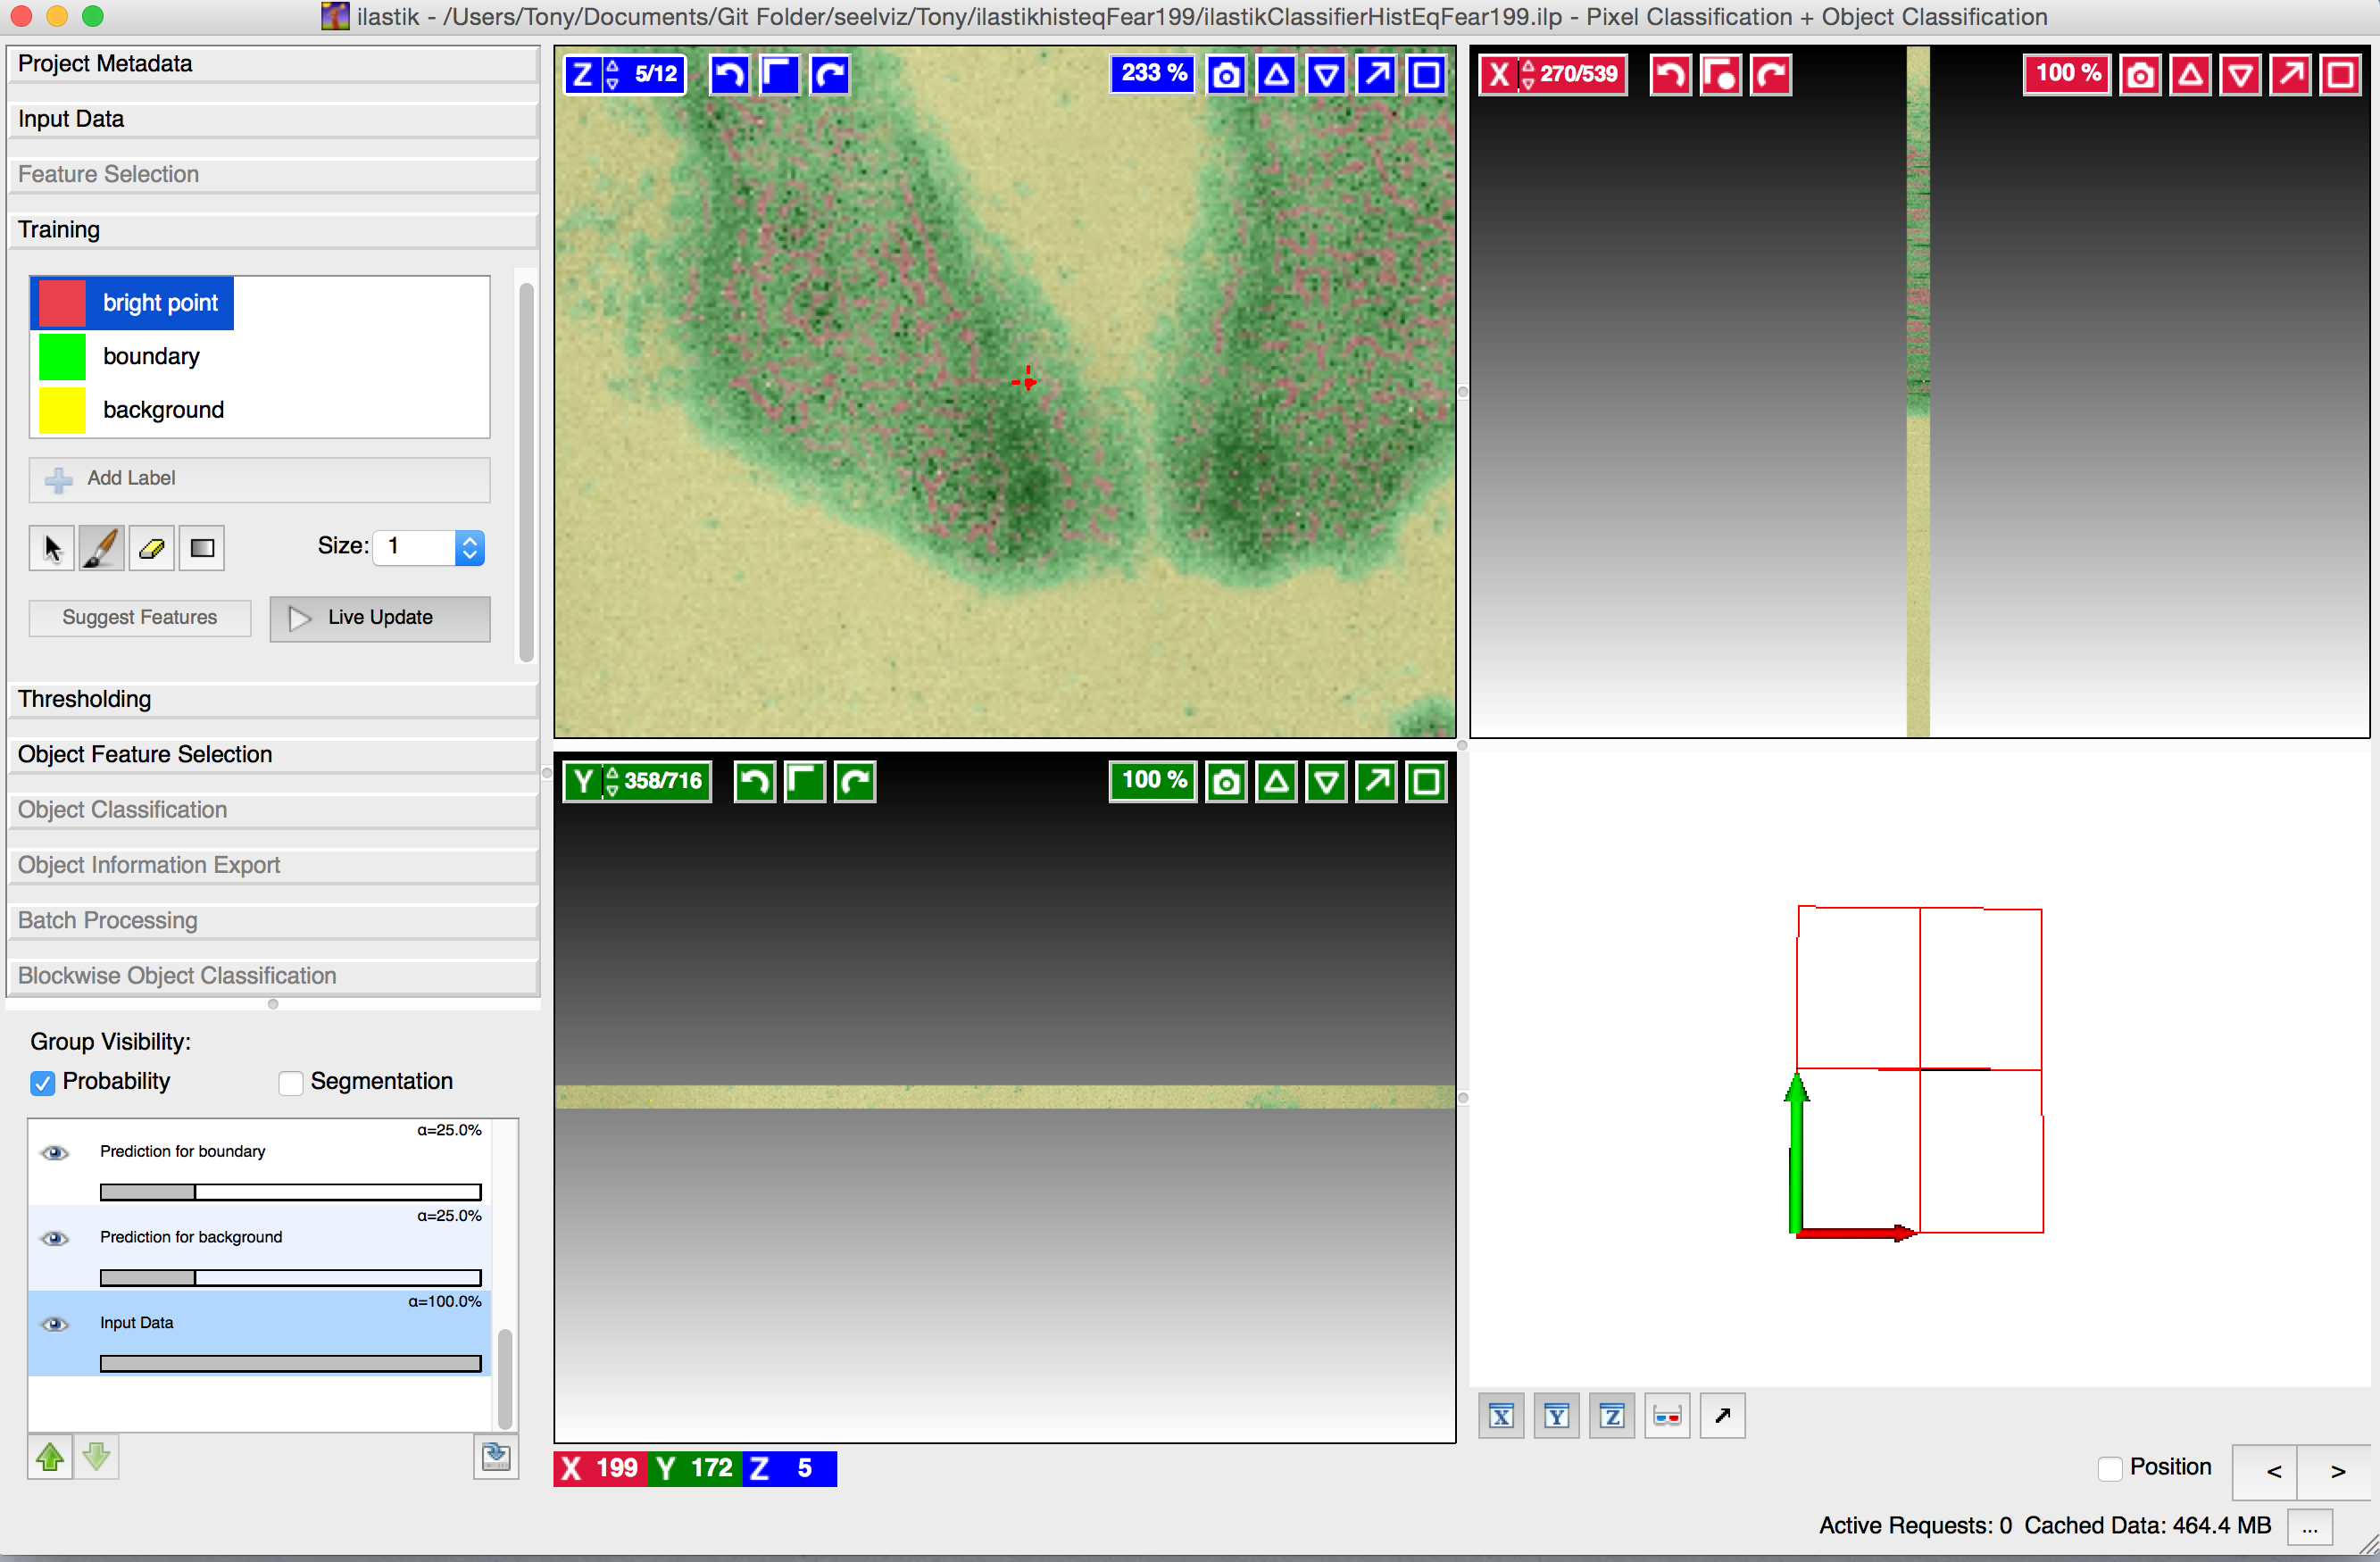 ilastik - /Users/Tony/Documents/Git Folder/seelviz/Tony/ilastikhisteqFear199/ilastikClassifierHistEqFear199.ilp - Pixel Classification + Object Classification
Project Metadata
Input Data
Feature Selection
Training
bright point
boundary
background
Add Label
Size: 1
Suggest Features
Live Update
Thresholding
Object Feature Selection
Object Classification
Object Information Export
Batch Processing
Blockwise Object Classification
Group Visibility:
Probability
Segmentation
α=25.0%
Prediction for boundary
α=25.0%
Prediction for background
α=100.0%
Input Data
Z 5/12
233 %
X 270/539
100 %
Y 358/716
100 %
X 199 Y 172 Z 5
X Y Z
Position
< >
Active Requests: 0 Cached Data: 464.4 MB ...